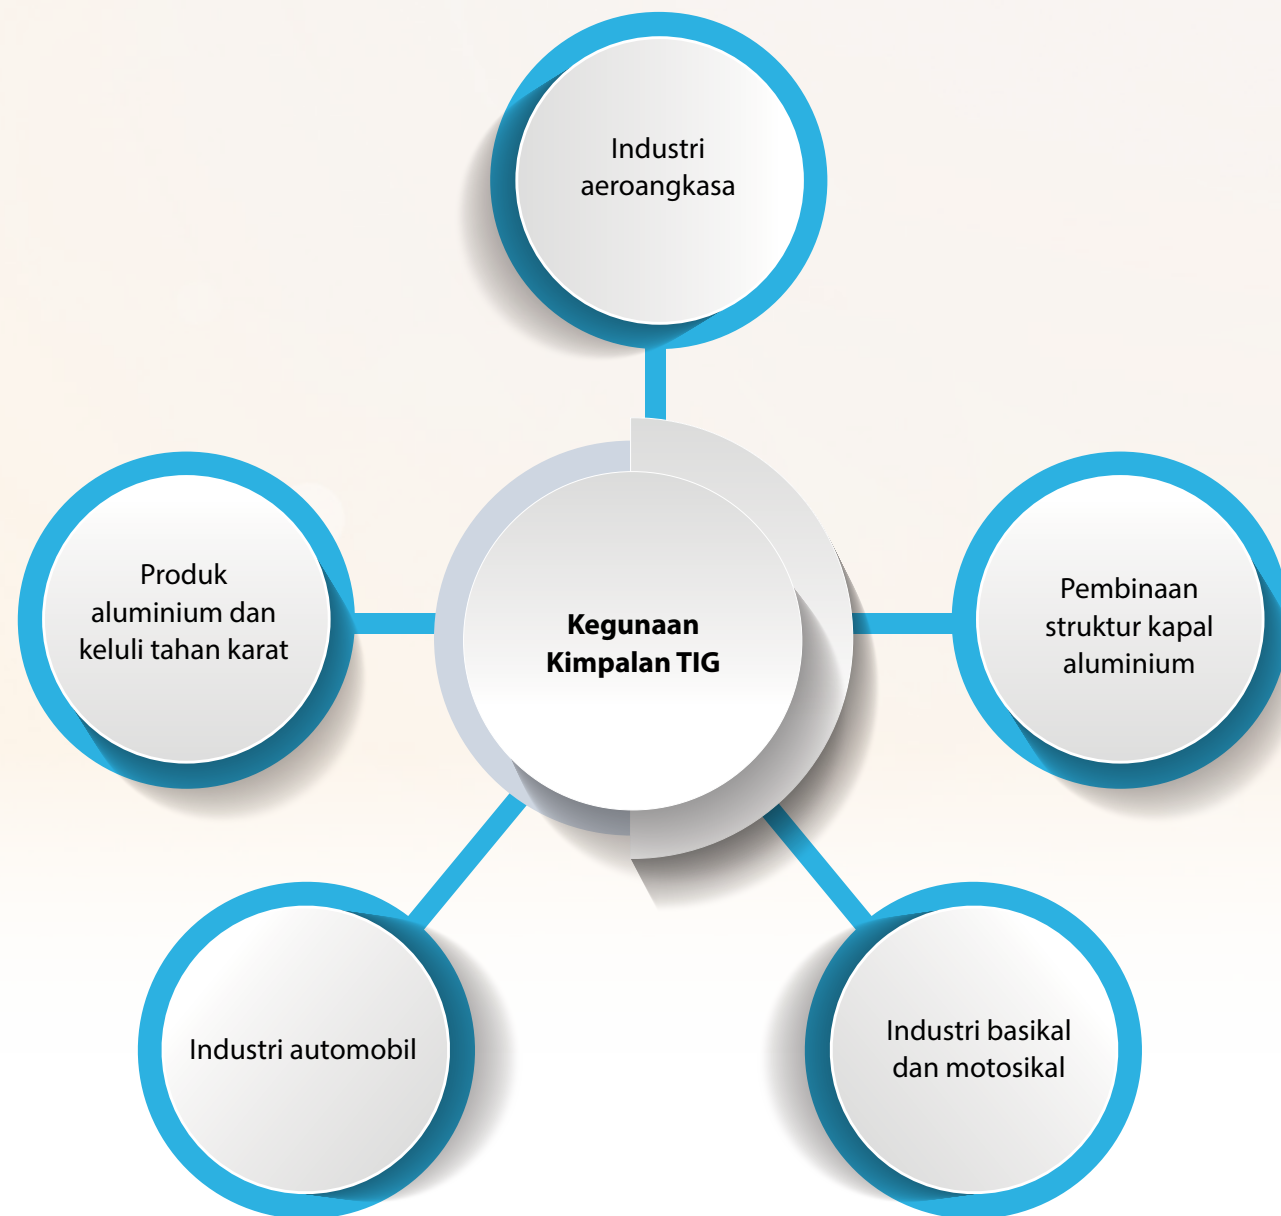 Industri
aeroangkasa
Produk
aluminium dan
keluli tahan karat
Kegunaan
Kimpalan TIG
Pembinaan
struktur kapal
aluminium
Industri automobil
Industri basikal
dan motosikal